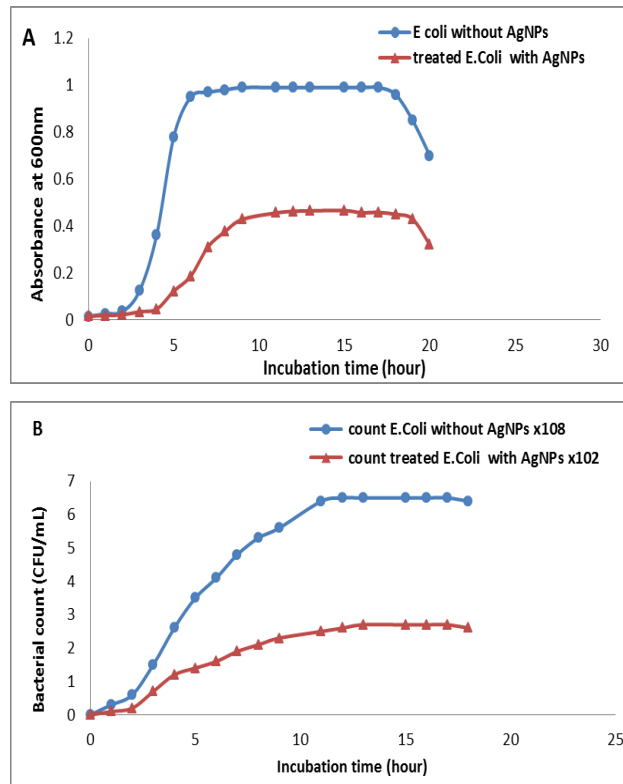 A
E coli without AgNPs
treated E.Coli with AgNPs
Absorbance at 600nm
1.2
1
0.8
0.6
0.4
0.2
0
0 5 10 15 20 25 30
Incubation time (hour)
B
count E.Coli without AgNPs x108
count treated E.Coli with AgNPs x102
Bacterial count (CFU/mL)
7
6
5
4
3
2
1
0
0 5 10 15 20 25
Incubation time (hour)